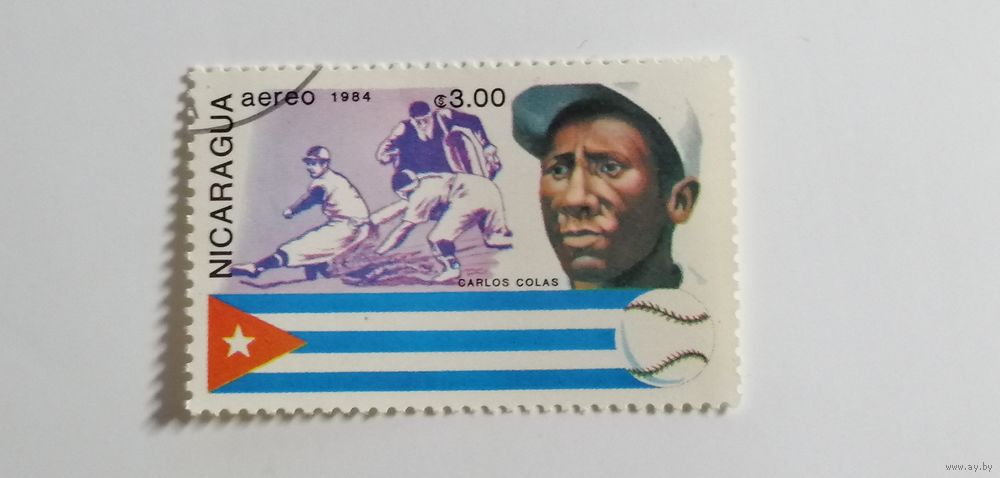 NICARAGUA
aereo 1984 ₡3.00
CARLOS COLAS
www.ay.by